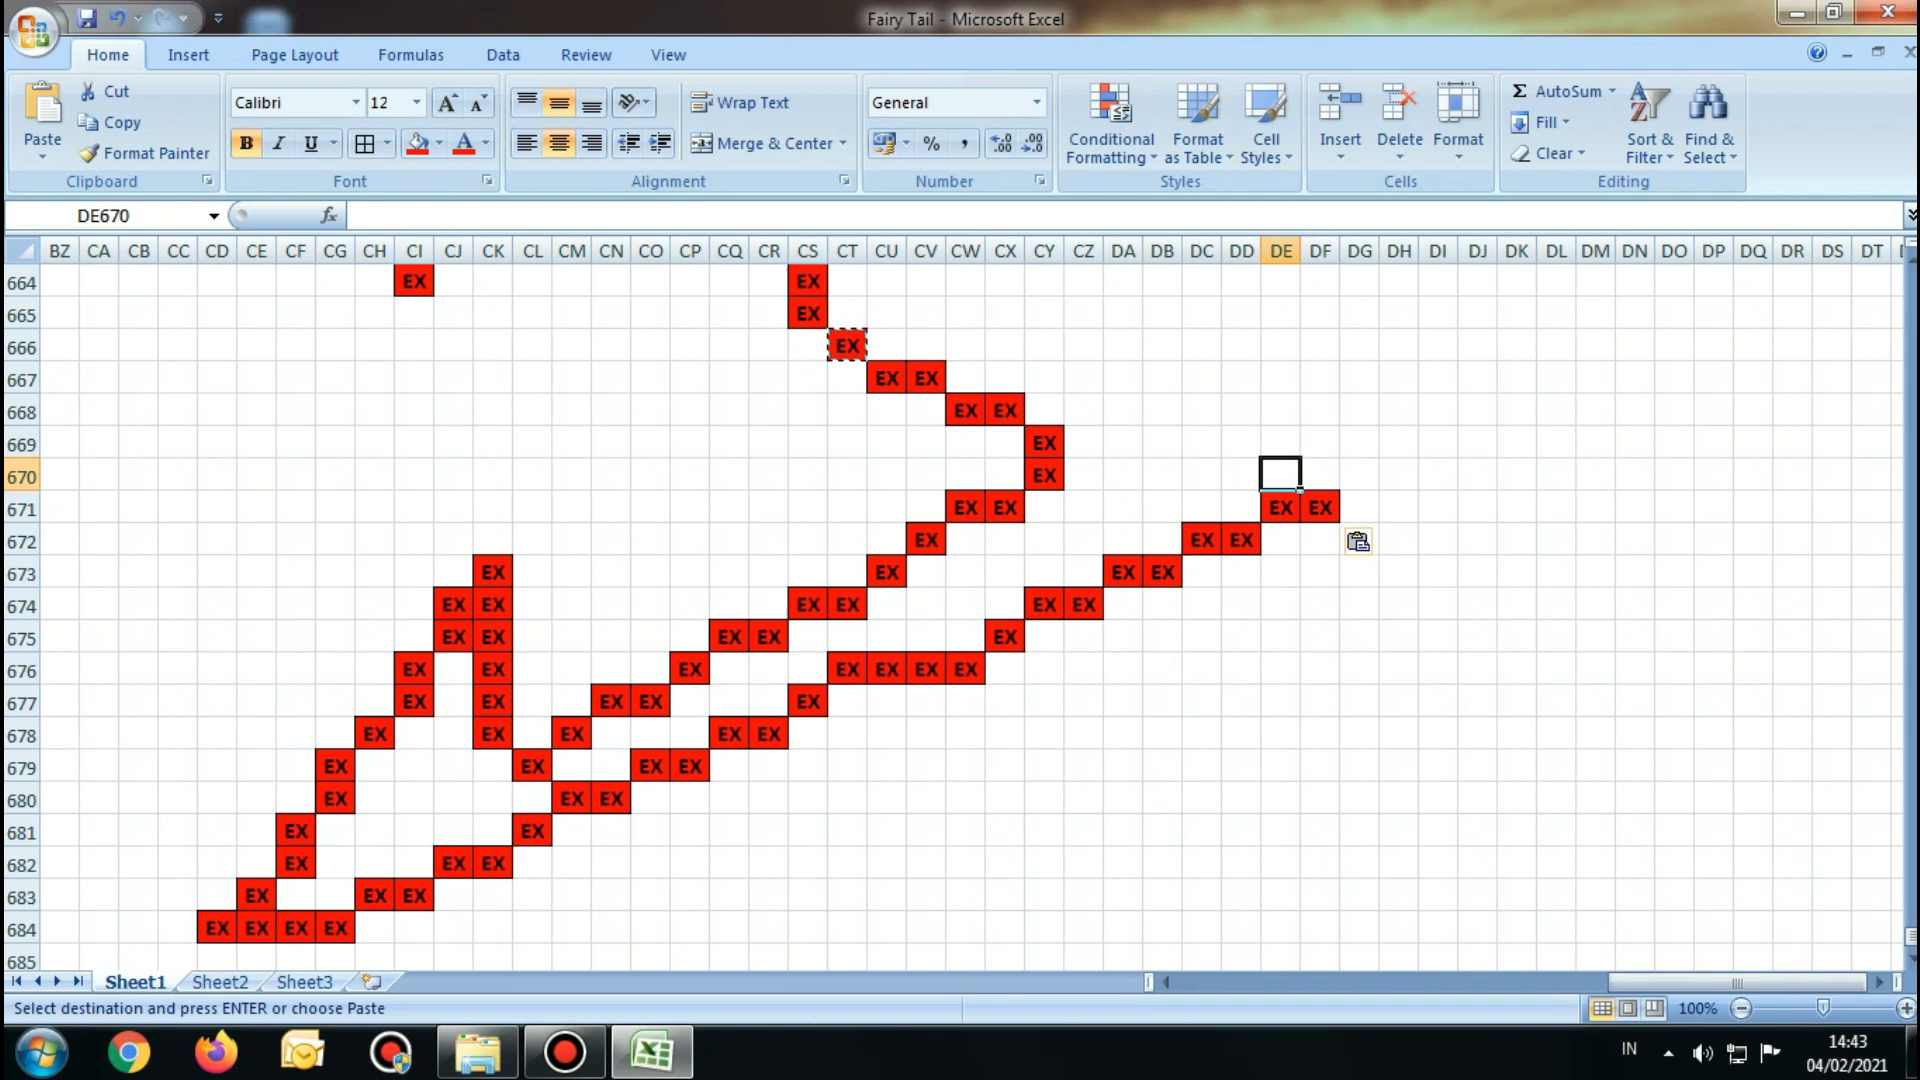 Fairy Tail - Microsoft Excel
Home Insert Page Layout Formulas Data Review View
Cut
Copy
Format Painter
Paste
Clipboard
Calibri 12
B I U
Font
Wrap Text
Merge & Center
Alignment
General
% ,
Number
Conditional Formatting
Format as Table
Cell Styles
Styles
Insert Delete Format
Cells
Σ AutoSum
Fill
Clear
Sort & Filter
Find & Select
Editing
DE670 fx
BZ CA CB CC CD CE CF CG CH CI CJ CK CL CM CN CO CP CQ CR CS CT CU CV CW CX CY CZ DA DB DC DD DE DF DG DH DI DJ DK DL DM DN DO DP DQ DR DS DT
664 EX EX
665 EX
666 EX
667 EX EX
668 EX EX
669 EX
670 EX
671 EX EX EX EX
672 EX EX EX
673 EX EX EX EX
674 EX EX EX EX EX EX
675 EX EX EX EX EX
676 EX EX EX EX EX EX EX
677 EX EX EX EX EX
678 EX EX EX EX EX
679 EX EX EX EX
680 EX EX EX
681 EX EX
682 EX EX EX
683 EX EX EX
684 EX EX EX EX
685
Sheet1 Sheet2 Sheet3
Select destination and press ENTER or choose Paste
100%
IN
14:43
04/02/2021